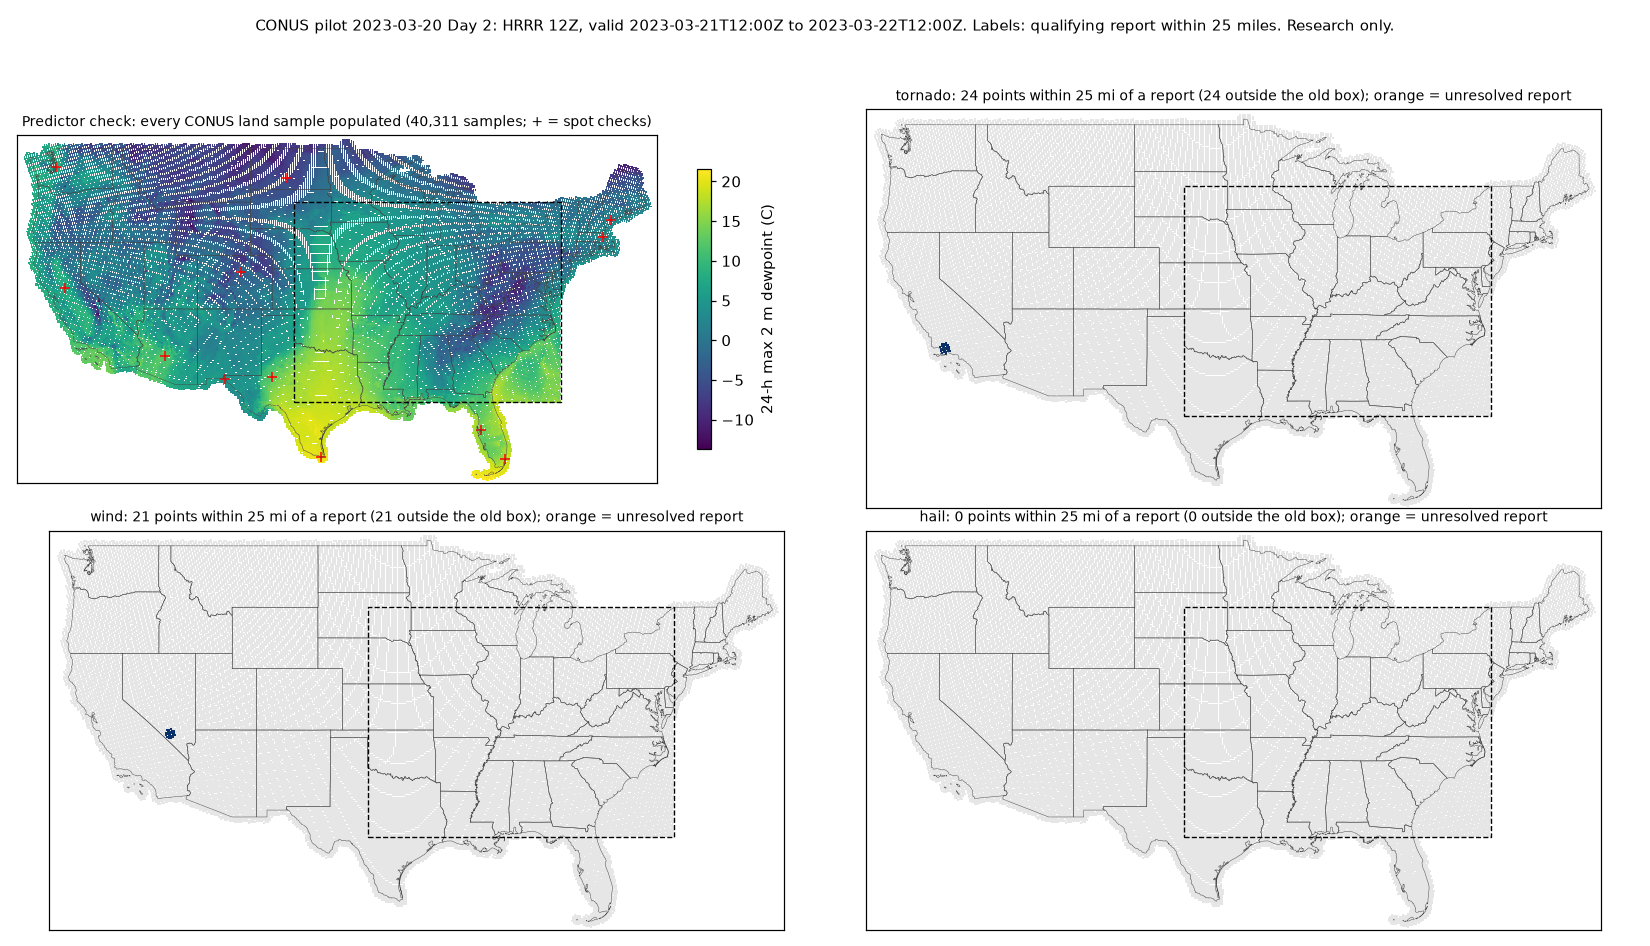 CONUS pilot 2023-03-20 Day 2: HRRR 12Z, valid 2023-03-21T12:00Z to 2023-03-22T12:00Z. Labels: qualifying report within 25 miles. Research only.
Predictor check: every CONUS land sample populated (40,311 samples; + = spot checks)
20
15
10
5
0
−5
−10
24-h max 2 m dewpoint (C)
tornado: 24 points within 25 mi of a report (24 outside the old box); orange = unresolved report
wind: 21 points within 25 mi of a report (21 outside the old box); orange = unresolved report
hail: 0 points within 25 mi of a report (0 outside the old box); orange = unresolved report